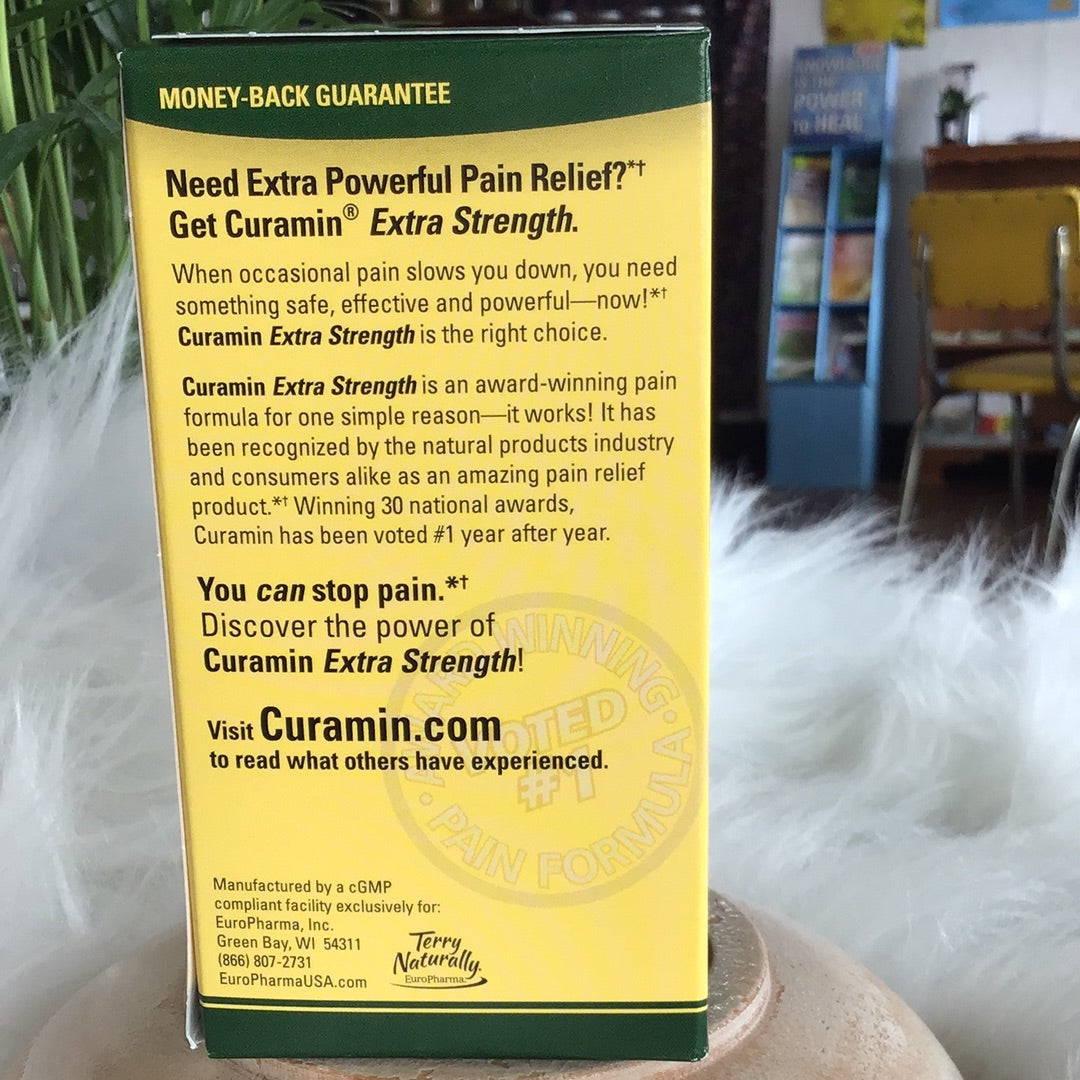 MONEY-BACK GUARANTEE
Need Extra Powerful Pain Relief?*†
Get Curamin® Extra Strength.
When occasional pain slows you down, you need
something safe, effective and powerful—now!*†
Curamin Extra Strength is the right choice.
Curamin Extra Strength is an award-winning pain
formula for one simple reason—it works! It has
been recognized by the natural products industry
and consumers alike as an amazing pain relief
product.*† Winning 30 national awards,
Curamin has been voted #1 year after year.
You can stop pain.*†
Discover the power of
Curamin Extra Strength!
Visit Curamin.com
to read what others have experienced.
AWARD WINNING
VOTED
#1
PAIN FORMULA
Manufactured by a cGMP
compliant facility exclusively for:
EuroPharma, Inc.
Green Bay, WI 54311
(866) 807-2731
EuroPharmaUSA.com
Terry
Naturally.
EuroPharma
KNOWLEDGE
IS THE
POWER
TO HEAL